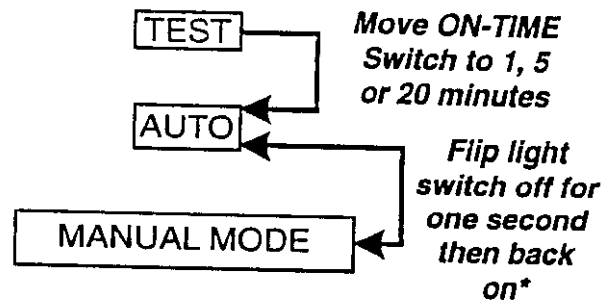 TEST
Move ON-TIME
Switch to 1, 5
or 20 minutes
AUTO
Flip light
switch off for
one second
then back
on*
MANUAL MODE